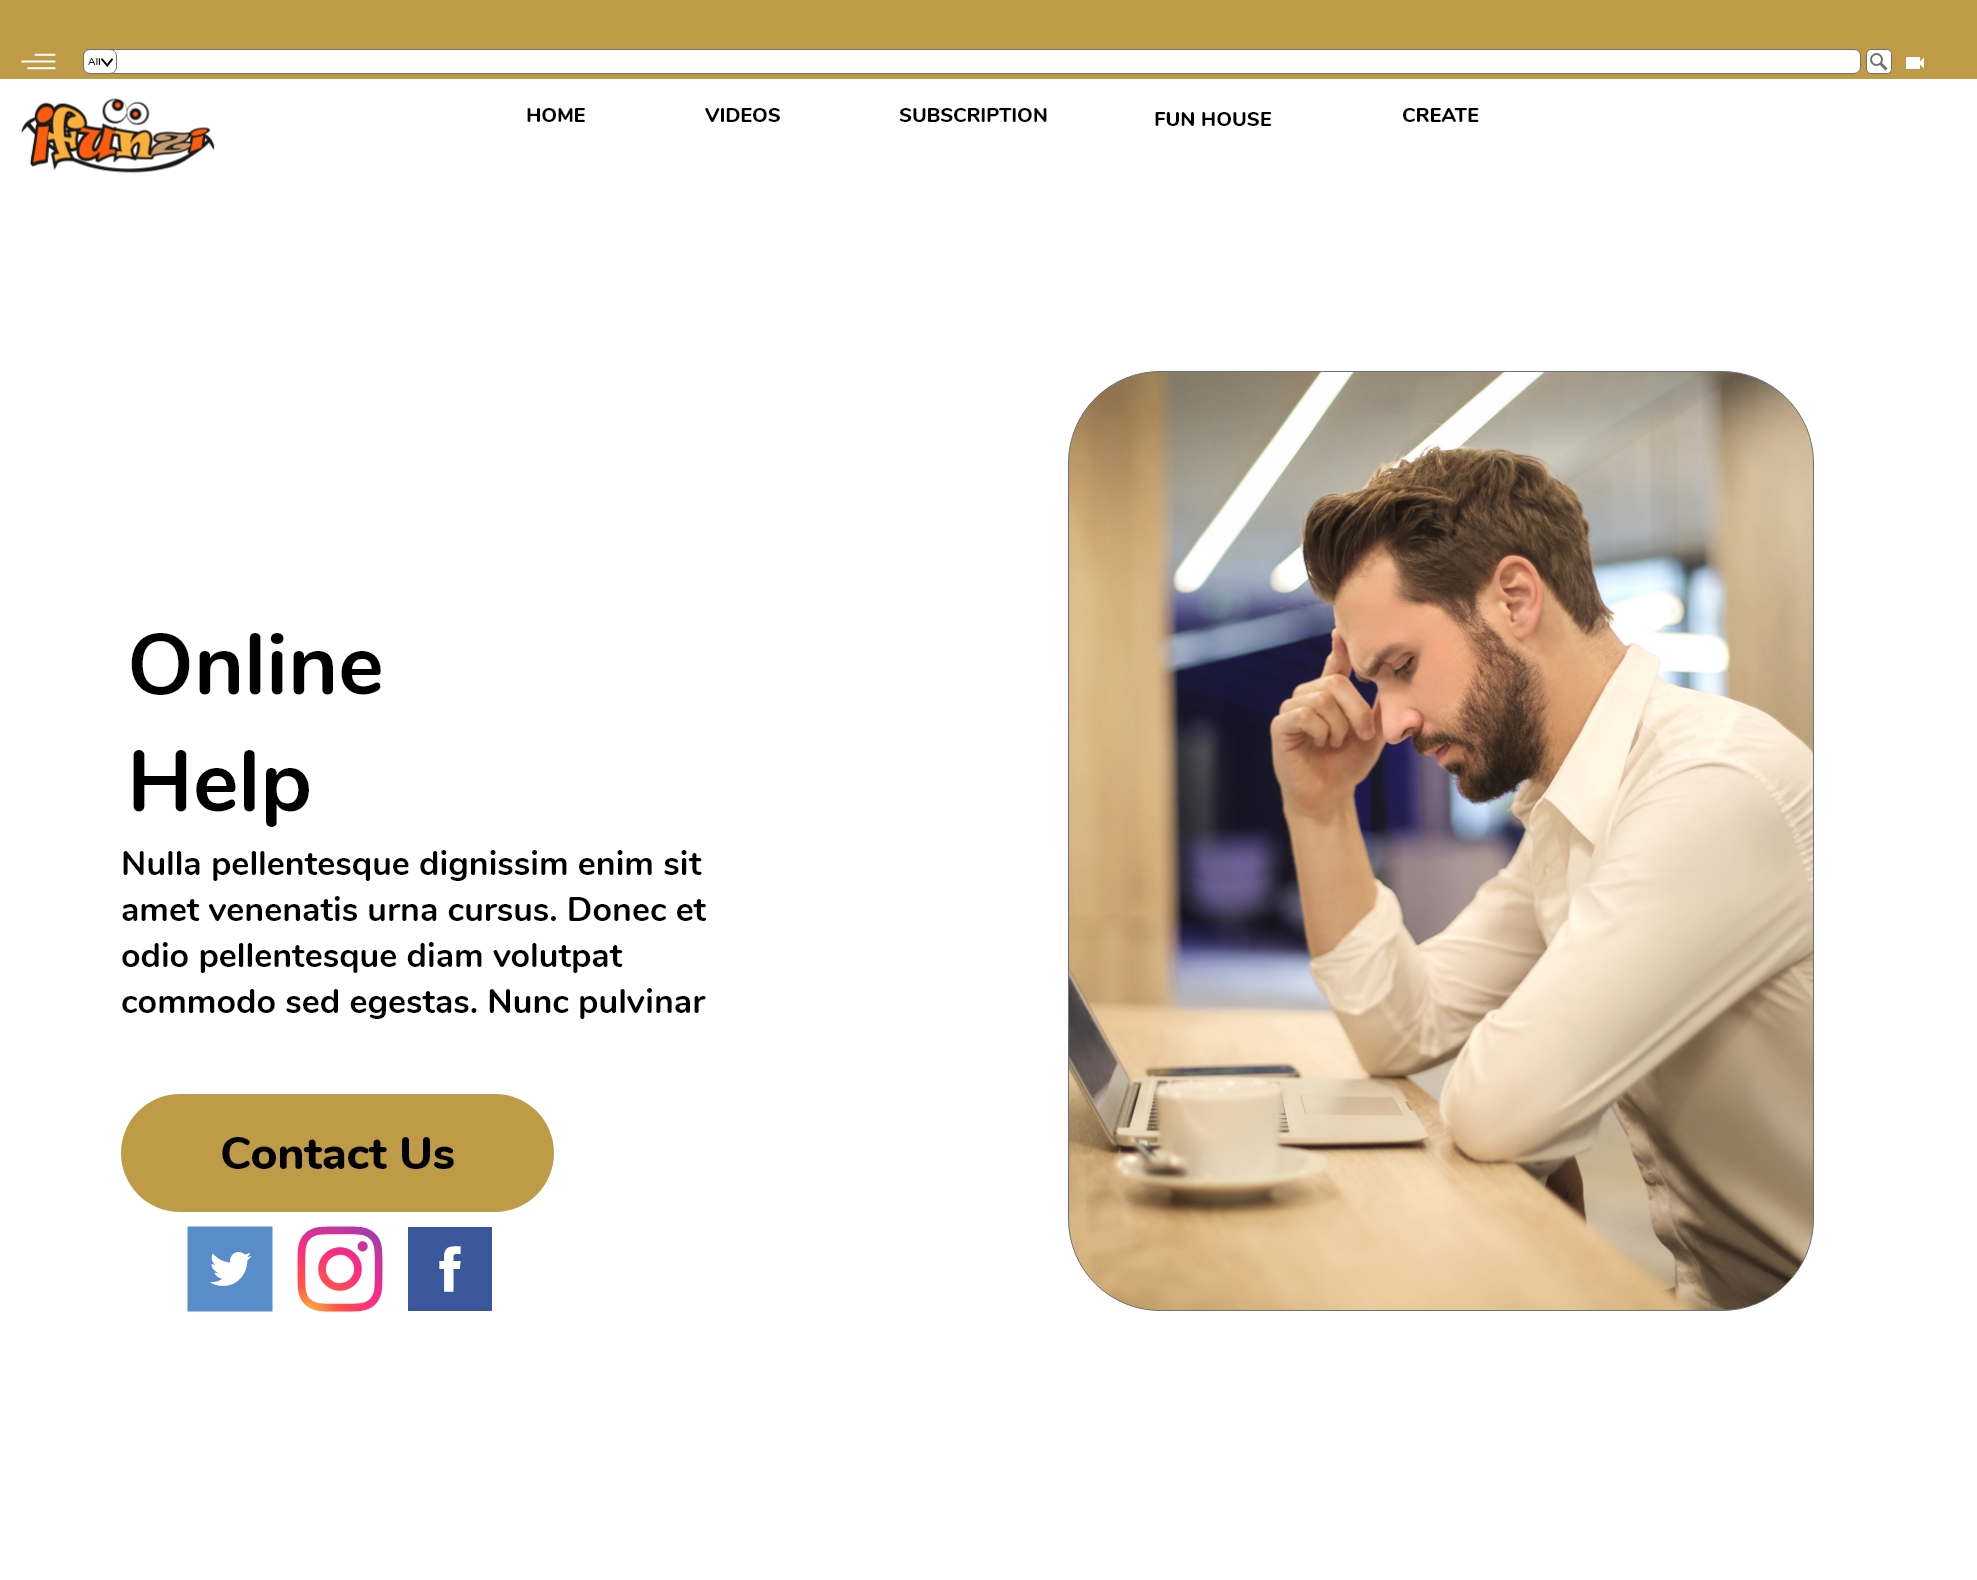 All
ifunzi
HOME VIDEOS SUBSCRIPTION FUN HOUSE CREATE
Online
Help
Nulla pellentesque dignissim enim sit
amet venenatis urna cursus. Donec et
odio pellentesque diam volutpat
commodo sed egestas. Nunc pulvinar
Contact Us